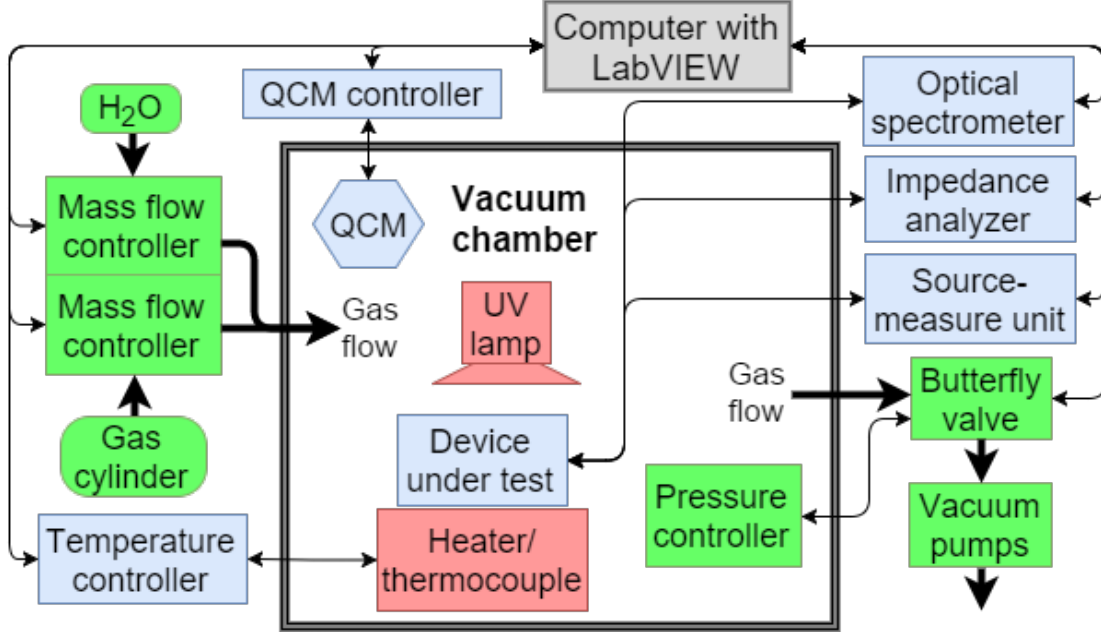 Computer with
LabVIEW
QCM controller
H₂O
Mass flow
controller
Mass flow
controller
Gas
cylinder
Temperature
controller
QCM
Vacuum
chamber
Gas
flow
UV
lamp
Device
under test
Heater/
thermocouple
Gas
flow
Pressure
controller
Optical
spectrometer
Impedance
analyzer
Source-
measure unit
Butterfly
valve
Vacuum
pumps